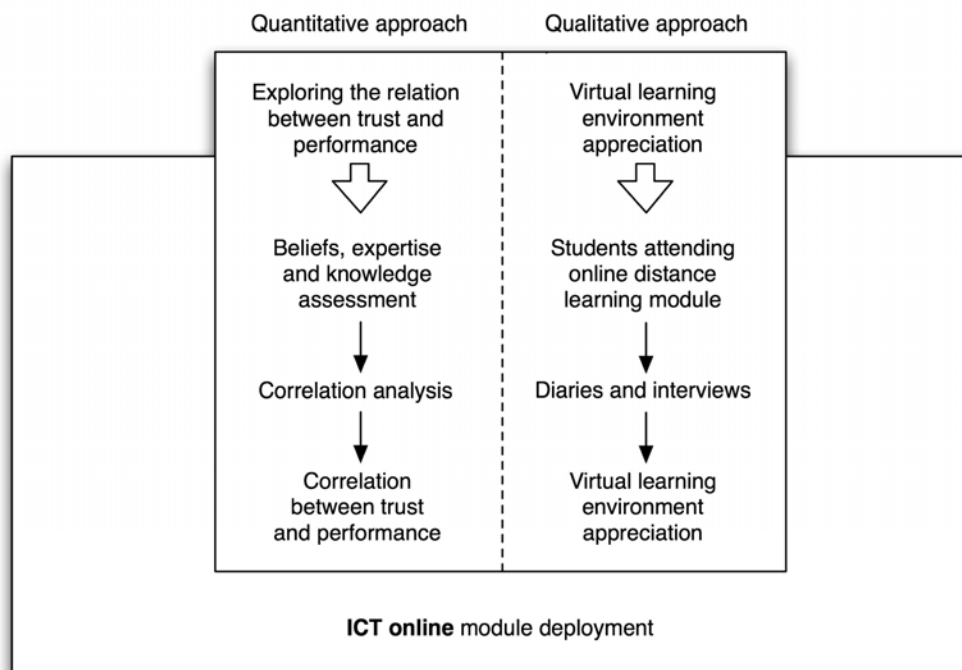 Quantitative approach
Qualitative approach
Exploring the relation
between trust and
performance
Virtual learning
environment
appreciation
Beliefs, expertise
and knowledge
assessment
Students attending
online distance
learning module
Correlation analysis
Diaries and interviews
Correlation
between trust
and performance
Virtual learning
environment
appreciation
ICT online module deployment